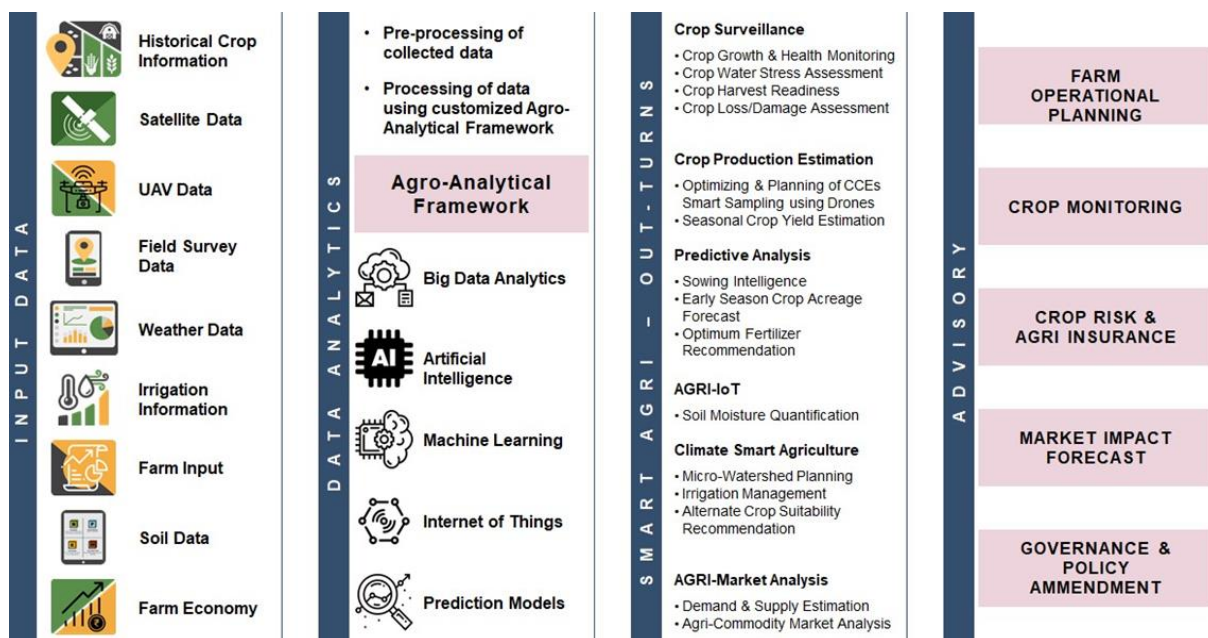 INPUT DATA
Historical Crop
Information
Satellite Data
UAV Data
Field Survey
Data
Weather Data
Irrigation
Information
Farm Input
Soil Data
Farm Economy
DATA ANALYTICS
• Pre-processing of
collected data
• Processing of data
using customized Agro-
Analytical Framework
Agro-Analytical
Framework
Big Data Analytics
AI
Artificial
Intelligence
Machine Learning
Internet of Things
Prediction Models
SMART AGRI – OUT-TURNS
Crop Surveillance
• Crop Growth & Health Monitoring
• Crop Water Stress Assessment
• Crop Harvest Readiness
• Crop Loss/Damage Assessment
Crop Production Estimation
• Optimizing & Planning of CCEs
Smart Sampling using Drones
• Seasonal Crop Yield Estimation
Predictive Analysis
• Sowing Intelligence
• Early Season Crop Acreage
Forecast
• Optimum Fertilizer
Recommendation
AGRI-IoT
• Soil Moisture Quantification
Climate Smart Agriculture
• Micro-Watershed Planning
• Irrigation Management
• Alternate Crop Suitability
Recommendation
AGRI-Market Analysis
• Demand & Supply Estimation
• Agri-Commodity Market Analysis
ADVISORY
FARM
OPERATIONAL
PLANNING
CROP MONITORING
CROP RISK &
AGRI INSURANCE
MARKET IMPACT
FORECAST
GOVERNANCE &
POLICY
AMMENDMENT